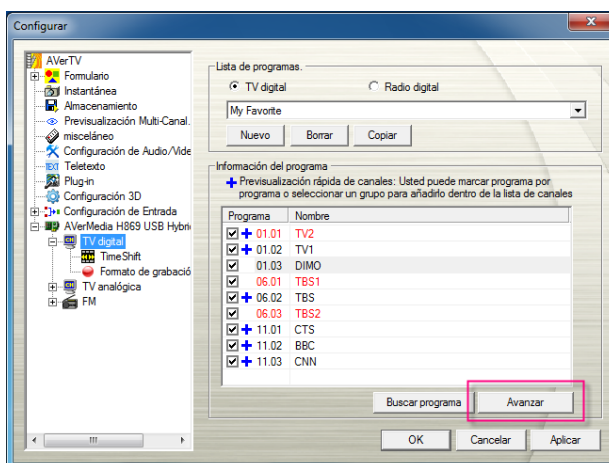 Configurar
AVerTV
Formulario
Instantánea
Almacenamiento
Previsualización Multi-Canal.
misceláneo
Configuración de Audio/Vide
TEXT Teletexto
Plug-in
Configuración 3D
Configuración de Entrada
AVerMedia H869 USB Hybri
TV digital
TimeShift
Formato de grabació
TV analógica
FM
Lista de programas.
TV digital Radio digital
My Favorite
Nuevo Borrar Copiar
Información del programa
Previsualización rápida de canales: Usted puede marcar programa por
programa o seleccionar un grupo para añadirlo dentro de la lista de canales
Programa Nombre
01.01 TV2
01.02 TV1
01.03 DIMO
06.01 TBS1
06.02 TBS
06.03 TBS2
11.01 CTS
11.02 BBC
11.03 CNN
Buscar programa Avanzar
OK Cancelar Aplicar